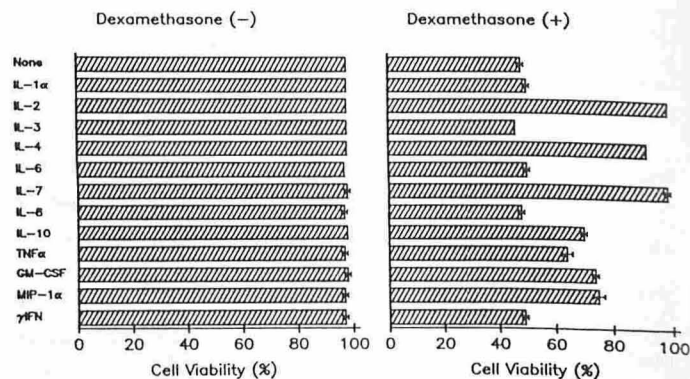 Dexamethasone (−) Dexamethasone (+)
None
IL-1α
IL-2
IL-3
IL-4
IL-6
IL-7
IL-8
IL-10
TNFα
GM-CSF
MIP-1α
γIFN
0 20 40 60 80 100 0 20 40 60 80 100
Cell Viability (%) Cell Viability (%)